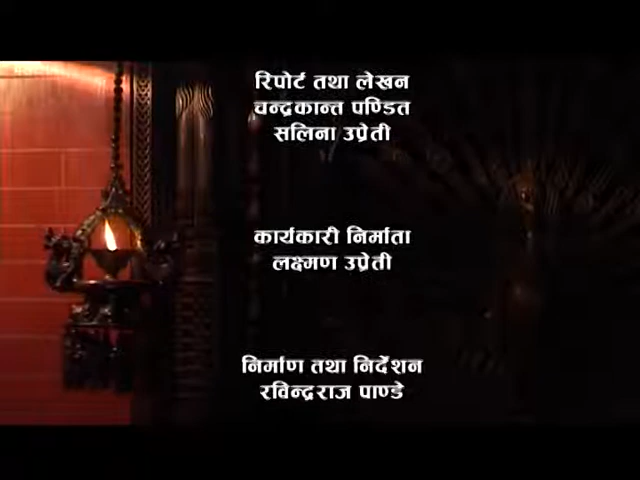 रिपोर्ट तथा लेखन
चन्द्रकान्त पण्डित
सलिना उप्रेती
कार्यकारी निर्माता
लक्ष्मण उप्रेती
निर्माण तथा निर्देशन
रविन्द्रराज पाण्डे